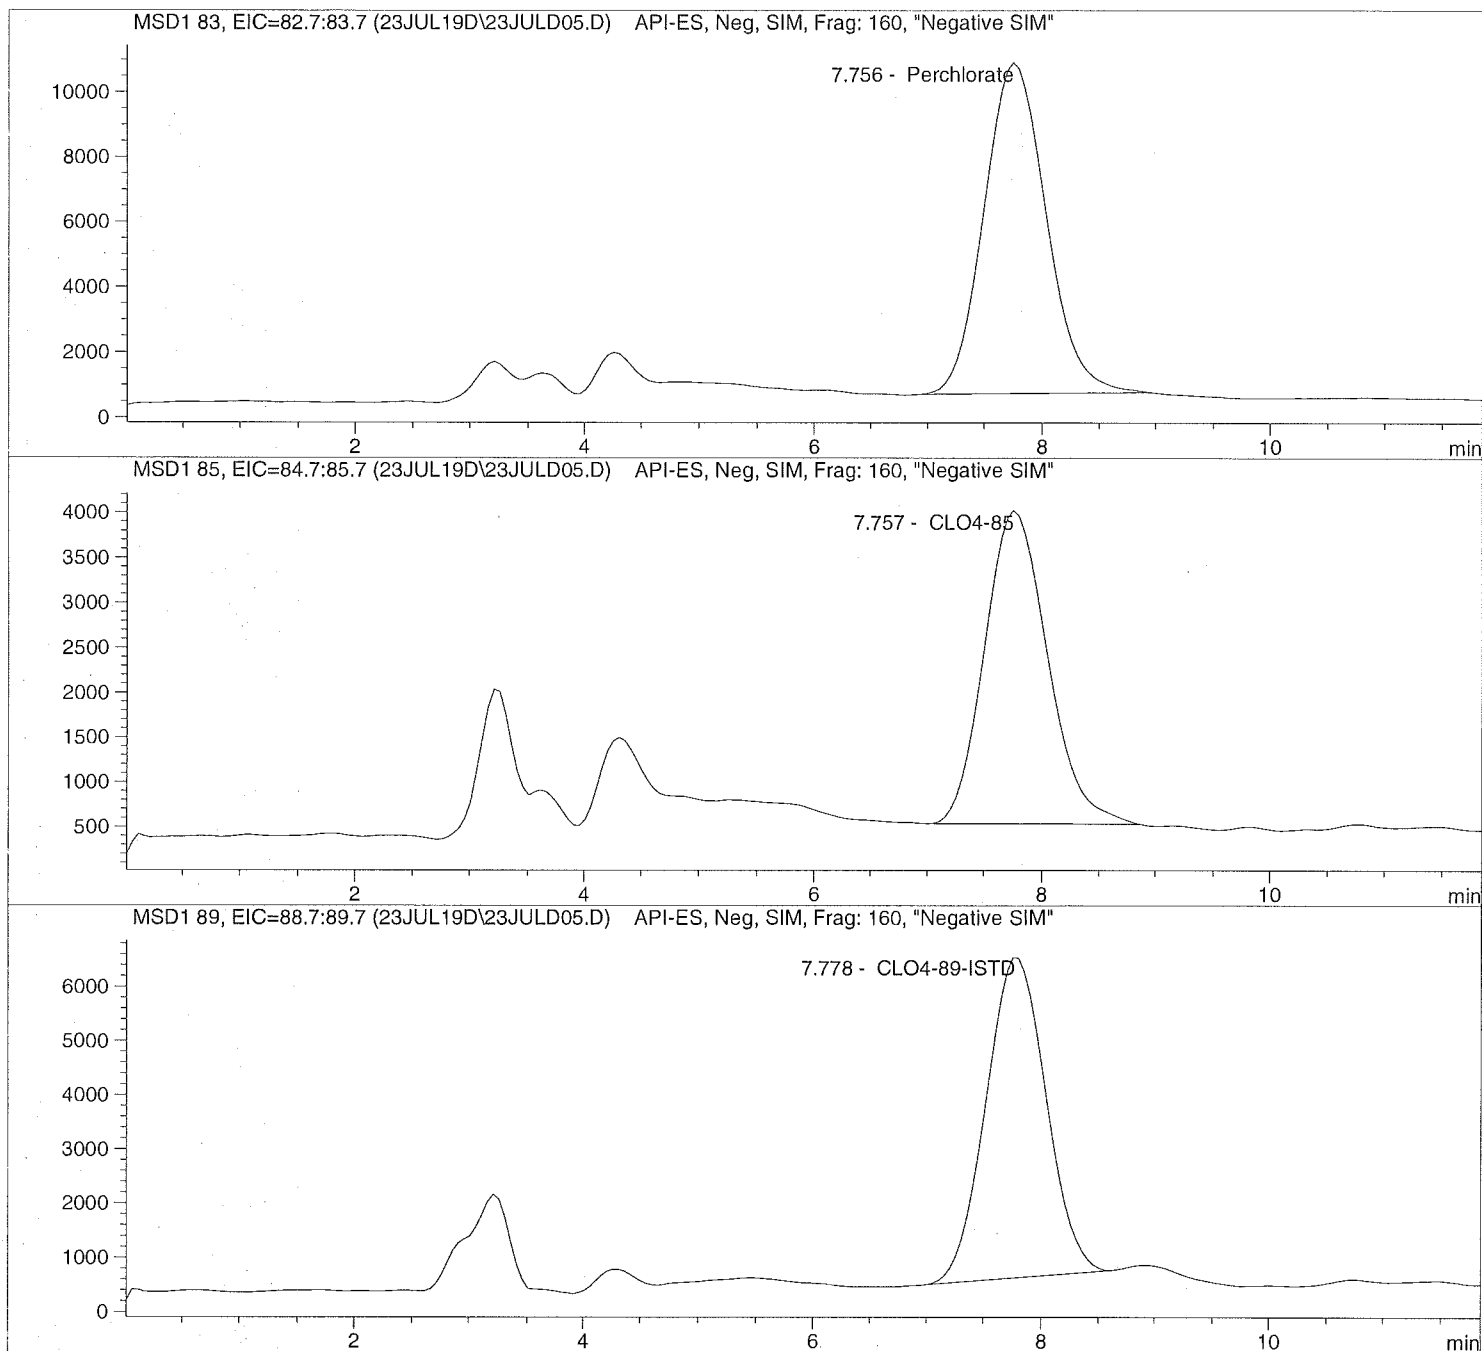 MSD1 83, EIC=82.7:83.7 (23JUL19D\23JULD05.D) API-ES, Neg, SIM, Frag: 160, "Negative SIM"
7.756 - Perchlorate
10000
8000
6000
4000
2000
0
2 4 6 8 10 min
MSD1 85, EIC=84.7:85.7 (23JUL19D\23JULD05.D) API-ES, Neg, SIM, Frag: 160, "Negative SIM"
7.757 - CLO4-85
4000
3500
3000
2500
2000
1500
1000
500
2 4 6 8 10 min
MSD1 89, EIC=88.7:89.7 (23JUL19D\23JULD05.D) API-ES, Neg, SIM, Frag: 160, "Negative SIM"
7.778 - CLO4-89-ISTD
6000
5000
4000
3000
2000
1000
0
2 4 6 8 10 min